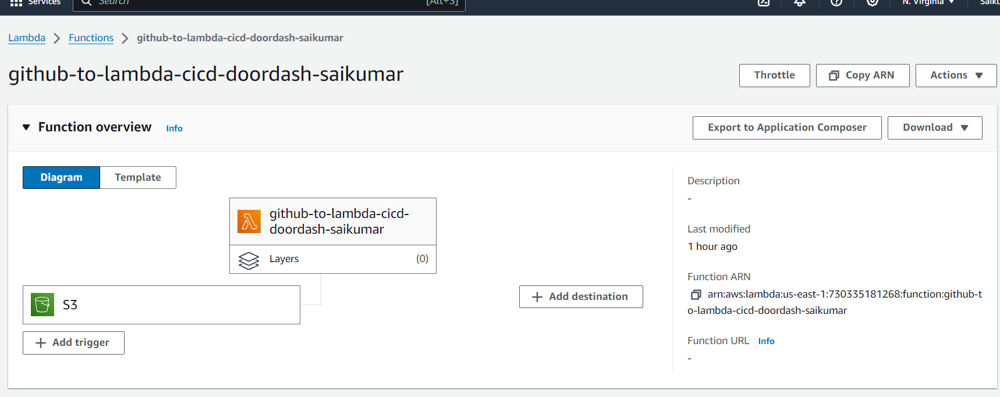 Services
Search
[Alt+S]
N. Virginia
Lambda
Functions
github-to-lambda-cicd-doordash-saikumar
github-to-lambda-cicd-doordash-saikumar
Throttle
Copy ARN
Actions
Function overview
Info
Export to Application Composer
Download
Diagram
Template
github-to-lambda-cicd-
doordash-saikumar
Layers
(0)
S3
Add trigger
Add destination
Description
-
Last modified
1 hour ago
Function ARN
arn:aws:lambda:us-east-1:730335181268:function:github-t
o-lambda-cicd-doordash-saikumar
Function URL
Info
-